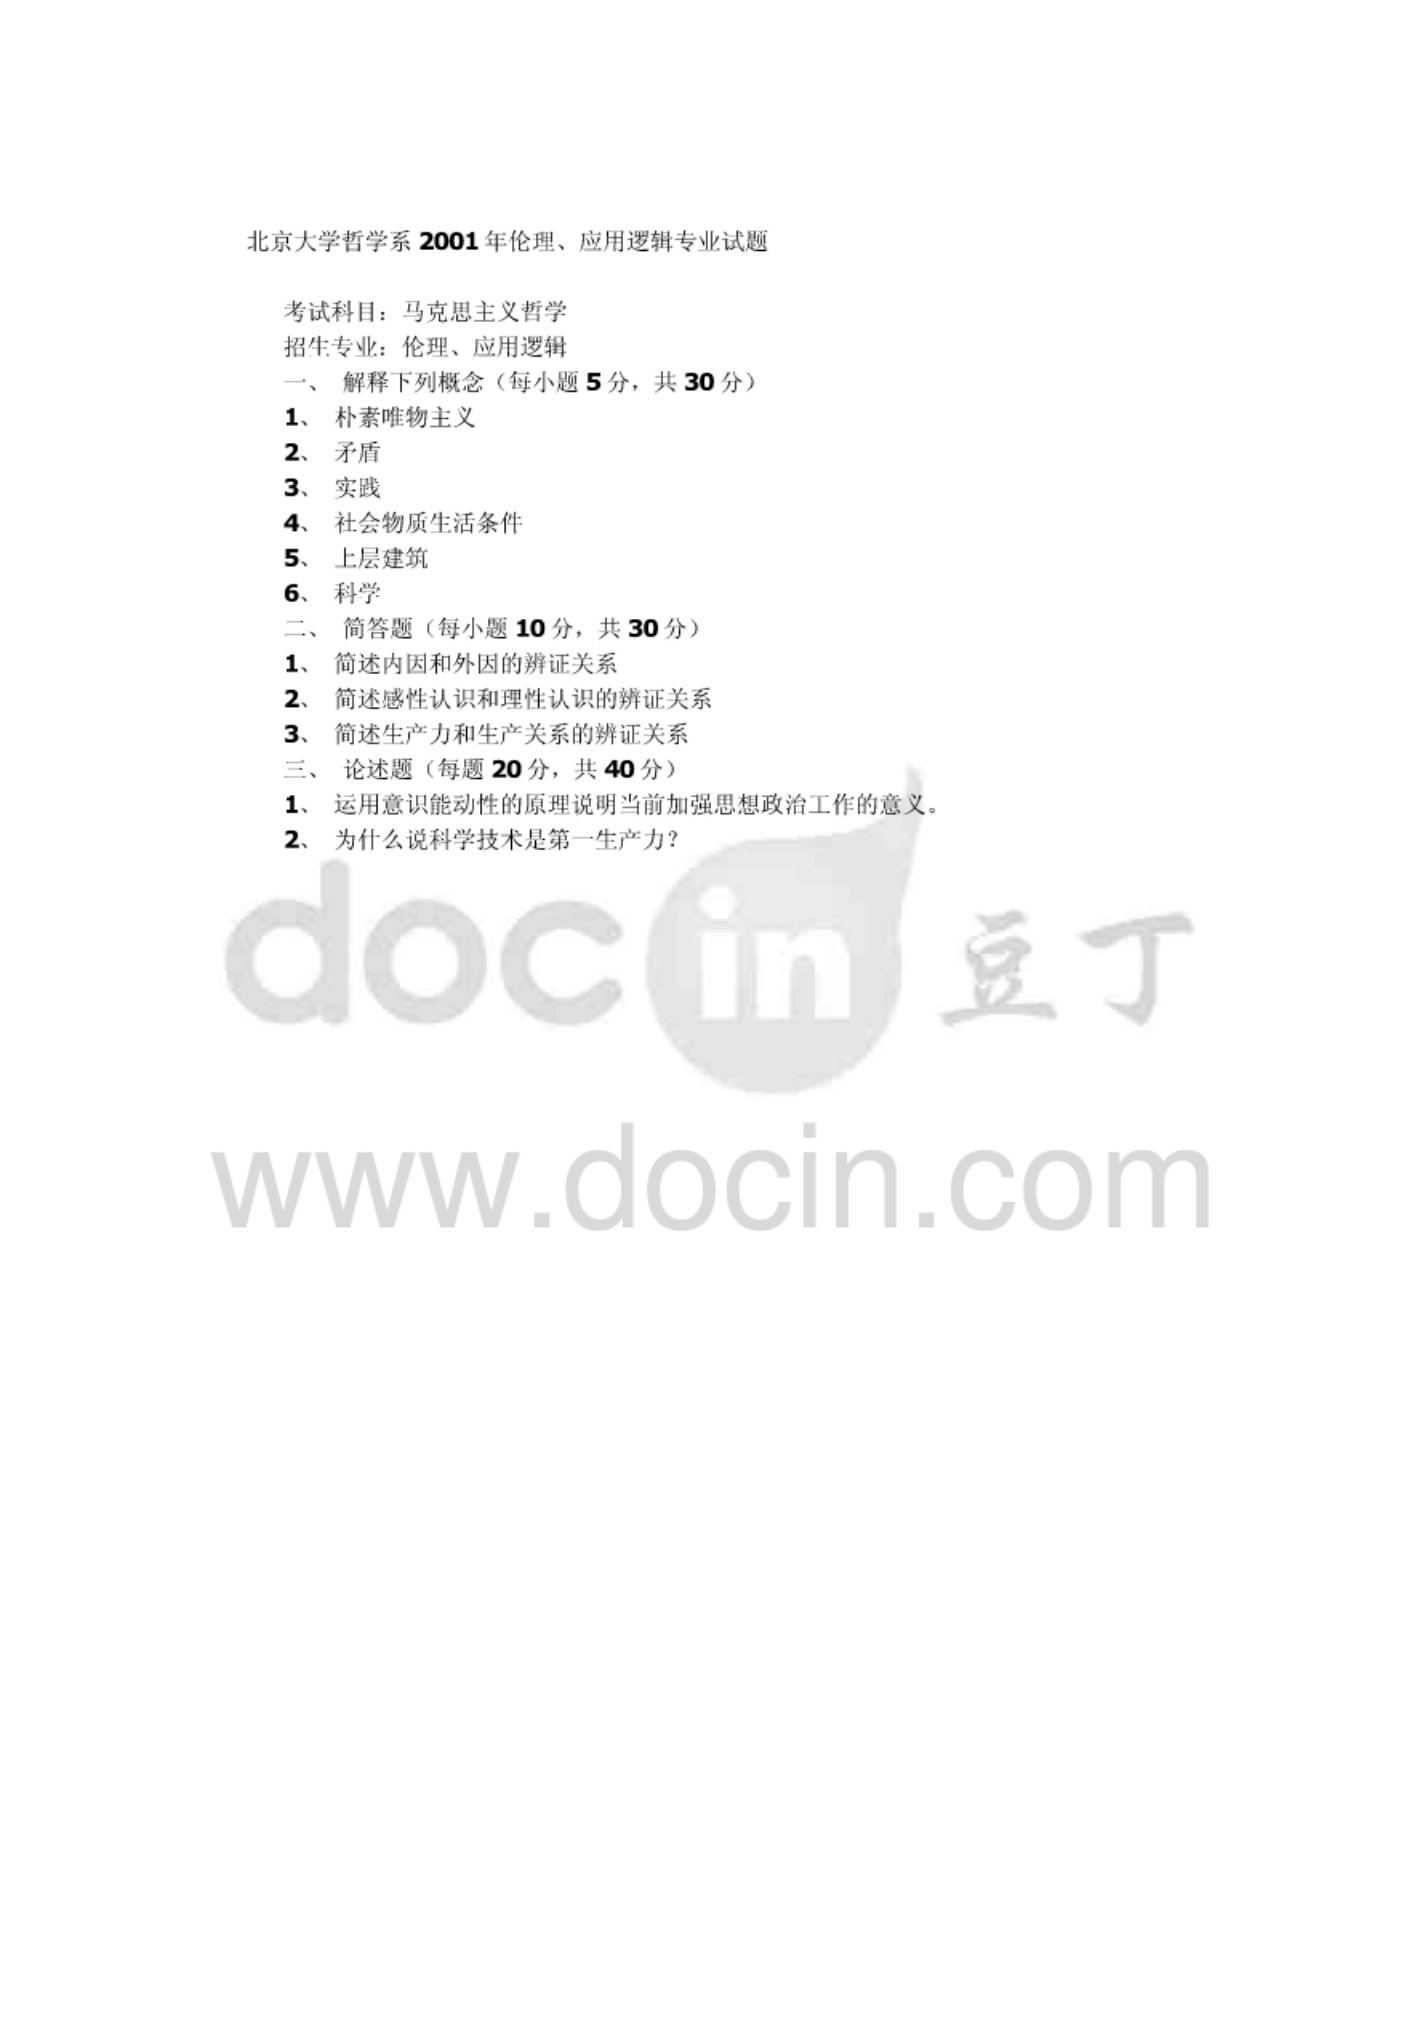 北京大学哲学系 2001 年伦理、应用逻辑专业试题
考试科目：马克思主义哲学
招生专业：伦理、应用逻辑
一、 解释下列概念（每小题 5 分，共 30 分）
1、 朴素唯物主义
2、 矛盾
3、 实践
4、 社会物质生活条件
5、 上层建筑
6、 科学
二、 简答题（每小题 10 分，共 30 分）
1、 简述内因和外因的辨证关系
2、 简述感性认识和理性认识的辨证关系
3、 简述生产力和生产关系的辨证关系
三、 论述题（每题 20 分，共 40 分）
1、 运用意识能动性的原理说明当前加强思想政治工作的意义。
2、 为什么说科学技术是第一生产力？
docin 豆丁
www.docin.com